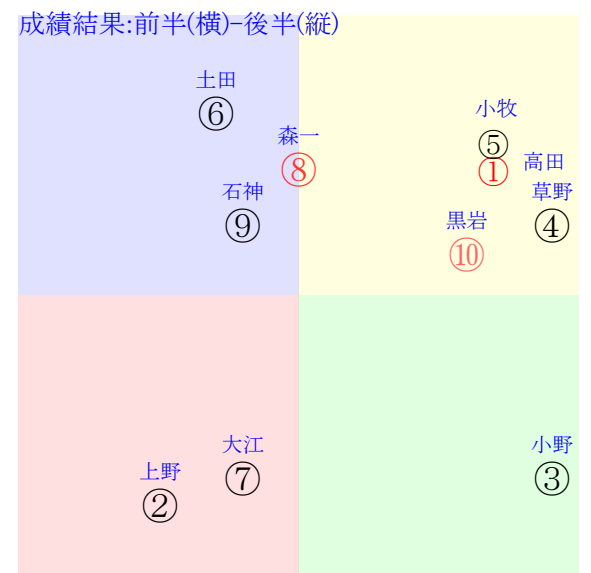 成績結果:前半(横)-後半(縦)
土田
⑥
小牧
⑤
森一
⑧
高田
①
石神
⑨
草野
④
黒岩
⑩
大江
⑦
小野
③
上野
②